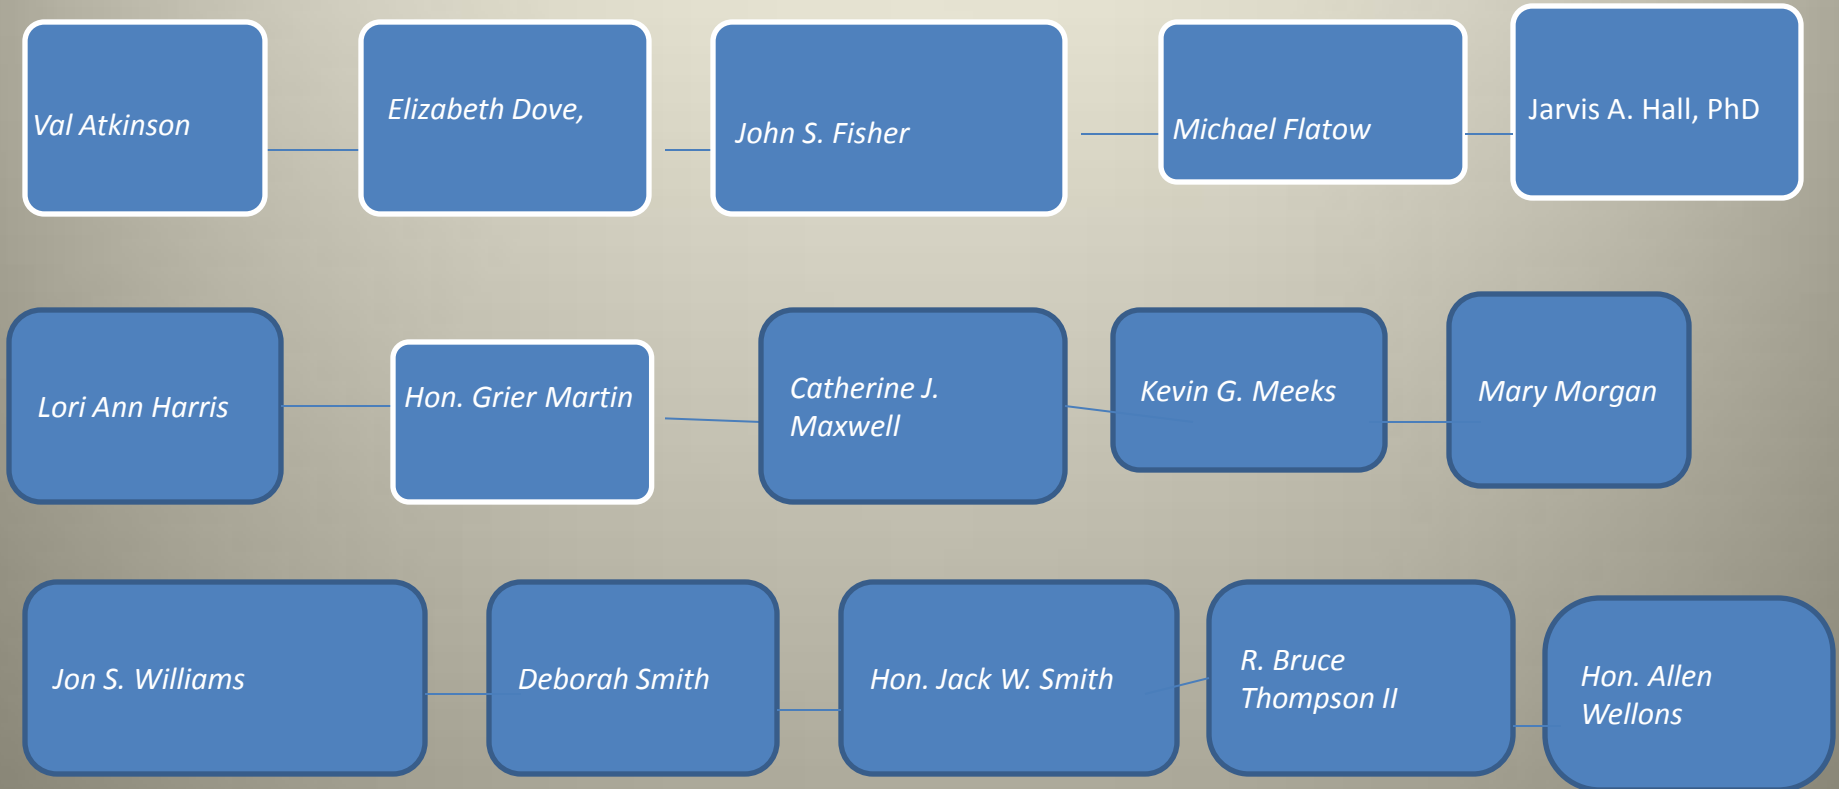 Val Atkinson
Elizabeth Dove,
John S. Fisher
Michael Flatow
Jarvis A. Hall, PhD
Lori Ann Harris
Hon. Grier Martin
Catherine J.
Maxwell
Kevin G. Meeks
Mary Morgan
Jon S. Williams
Deborah Smith
Hon. Jack W. Smith
R. Bruce
Thompson II
Hon. Allen
Wellons